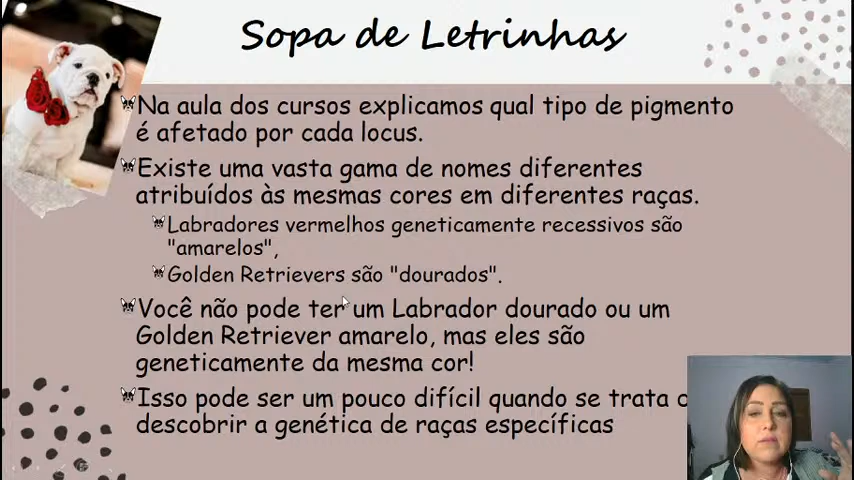 Sopa de Letrinhas
Na aula dos cursos explicamos qual tipo de pigmento
é afetado por cada locus.
Existe uma vasta gama de nomes diferentes
atribuídos às mesmas cores em diferentes raças.
Labradores vermelhos geneticamente recessivos são
"amarelos",
Golden Retrievers são "dourados".
Você não pode ter um Labrador dourado ou um
Golden Retriever amarelo, mas eles são
geneticamente da mesma cor!
Isso pode ser um pouco difícil quando se trata
descobrir a genética de raças específicas